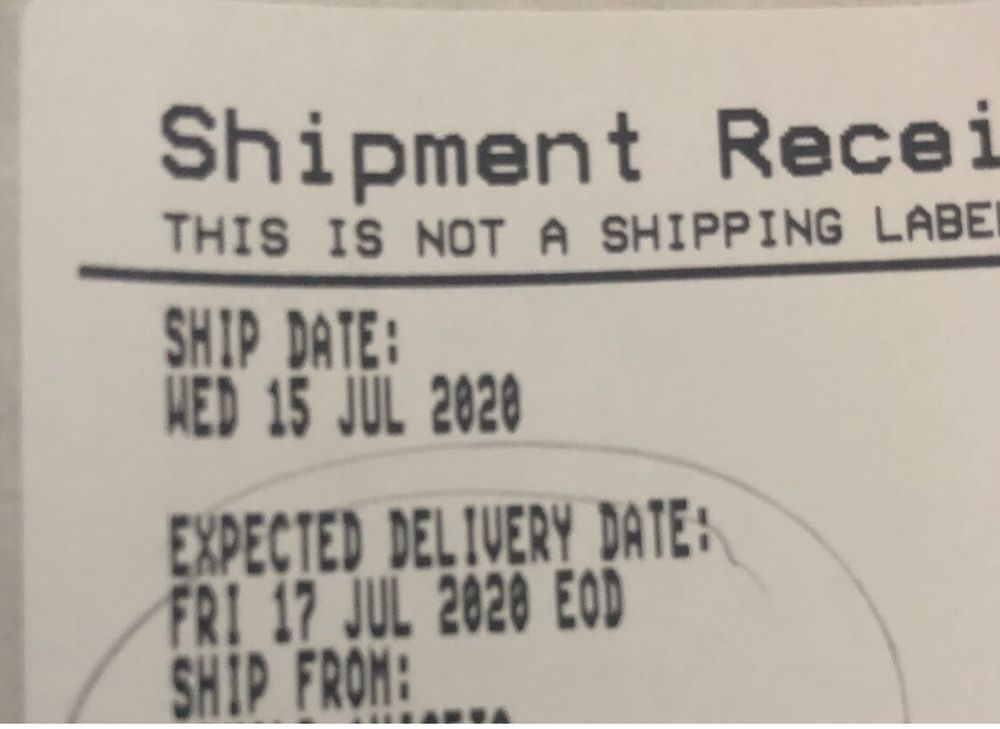 Shipment Recei
THIS IS NOT A SHIPPING LABE
SHIP DATE:
WED 15 JUL 2020
EXPECTED DELIVERY DATE:
FRI 17 JUL 2020 EOD
SHIP FROM: